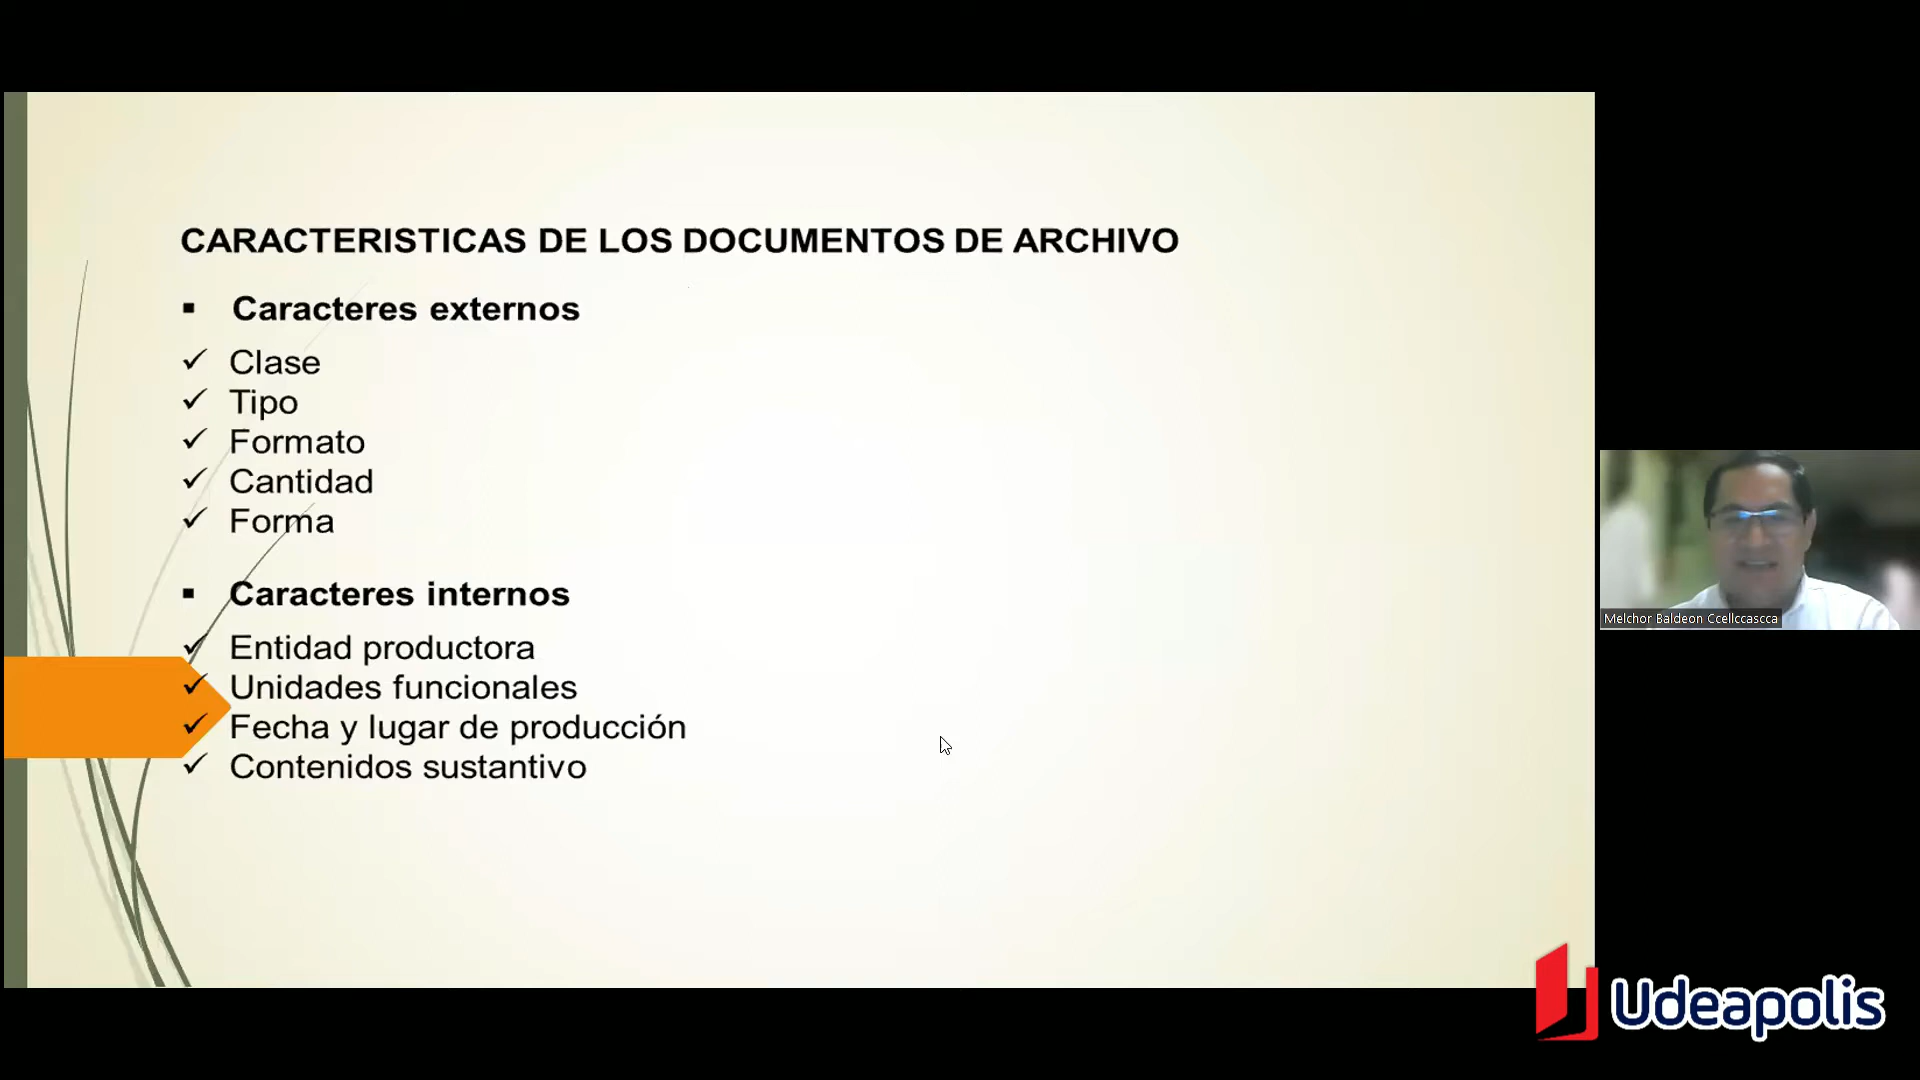 CARACTERISTICAS DE LOS DOCUMENTOS DE ARCHIVO
Caracteres externos
Clase
Tipo
Formato
Cantidad
Forma
Caracteres internos
Entidad productora
Unidades funcionales
Fecha y lugar de producción
Contenidos sustantivo
Melchor Baldeon Ccellccascca
Udeapolis